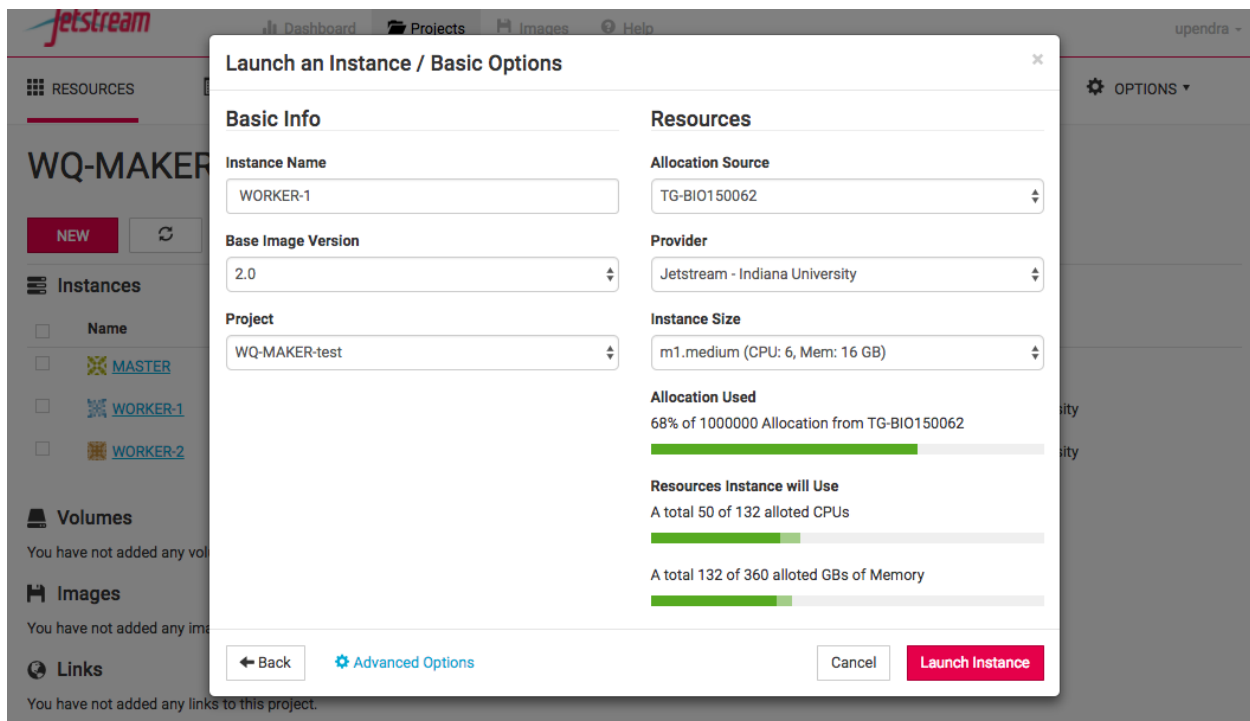 Jetstream
Dashboard Projects Images Help upendra
Launch an Instance / Basic Options ×
RESOURCES OPTIONS
Basic Info Resources
WQ-MAKER
Instance Name Allocation Source
WORKER-1 TG-BIO150062
NEW
Base Image Version Provider
2.0 Jetstream - Indiana University
Instances
Project Instance Size
Name
WQ-MAKER-test m1.medium (CPU: 6, Mem: 16 GB)
MASTER
Allocation Used
WORKER-1 sity
68% of 1000000 Allocation from TG-BIO150062
WORKER-2 sity
Resources Instance will Use
A total 50 of 132 alloted CPUs
Volumes
You have not added any vol
A total 132 of 360 alloted GBs of Memory
Images
You have not added any ima
Back Advanced Options Cancel Launch Instance
Links
You have not added any links to this project.